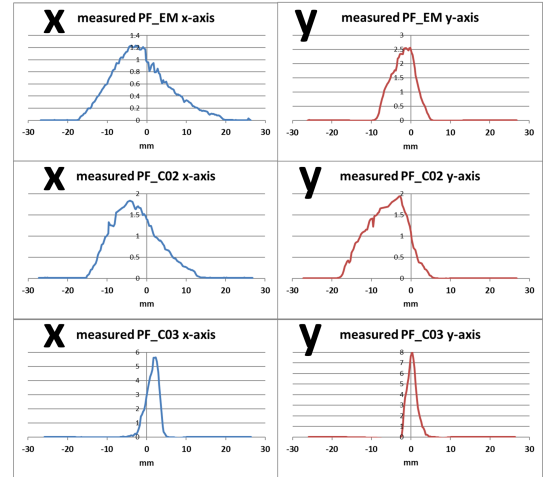 X measured PF_EM x-axis
1.4
1.2
1
0.8
0.6
0.4
0.2
0
-30 -20 -10 0 10 20 30
mm
y measured PF_EM y-axis
3
2.5
2
1.5
1
0.5
0
-30 -20 -10 0 10 20 30
mm
X measured PF_C02 x-axis
2
1.5
1
0.5
0
-30 -20 -10 0 10 20 30
mm
y measured PF_C02 y-axis
2
1.5
1
0.5
0
-30 -20 -10 0 10 20 30
mm
X measured PF_C03 x-axis
6
5
4
3
2
1
0
-30 -20 -10 0 10 20 30
mm
y measured PF_C03 y-axis
8
7
6
5
4
3
2
1
0
-30 -20 -10 0 10 20 30
mm